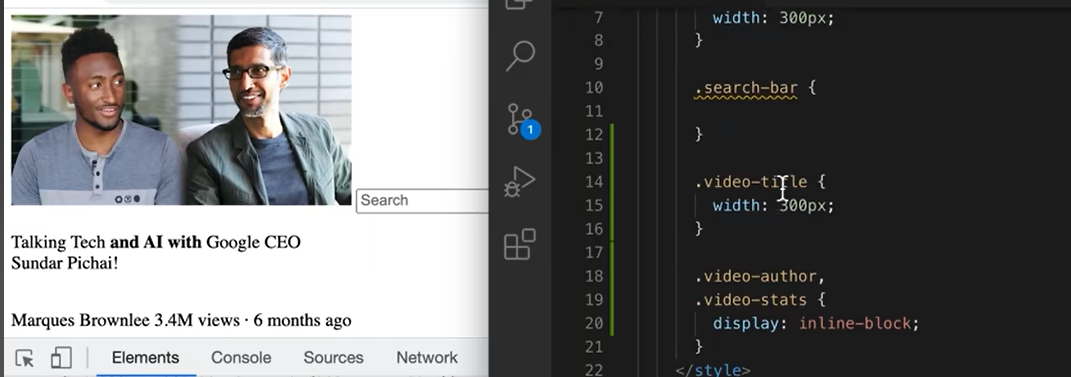 Search
Talking Tech and AI with Google CEO
Sundar Pichai!
Marques Brownlee 3.4M views · 6 months ago
Elements Console Sources Network
1
7 width: 300px;
8 }
9
10 .search-bar {
11
12 }
13
14 .video-title {
15 width: 300px;
16 }
17
18 .video-author,
19 .video-stats {
20 display: inline-block;
21 }
22 </style>